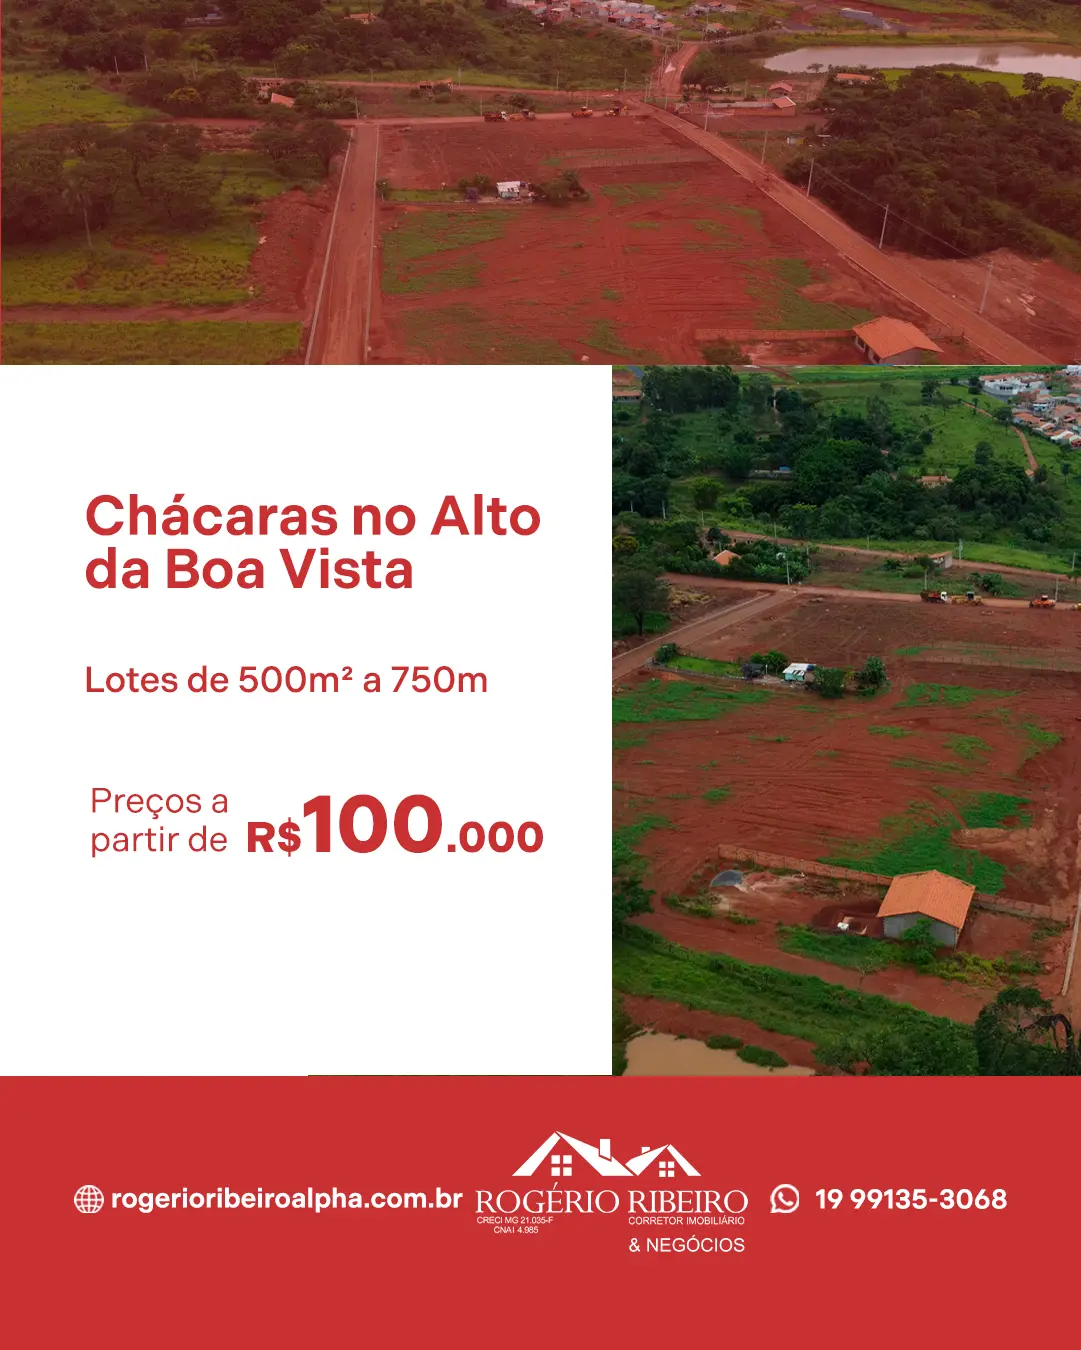 Chácaras no Alto
da Boa Vista
Lotes de 500m² a 750m
Preços a
partir de R$100.000
rogerioribeiroalpha.com.br
ROGÉRIO RIBEIRO
CRECI MG 21.035-F
CNAI 4.985
CORRETOR IMOBILIÁRIO
& NEGÓCIOS
19 99135-3068